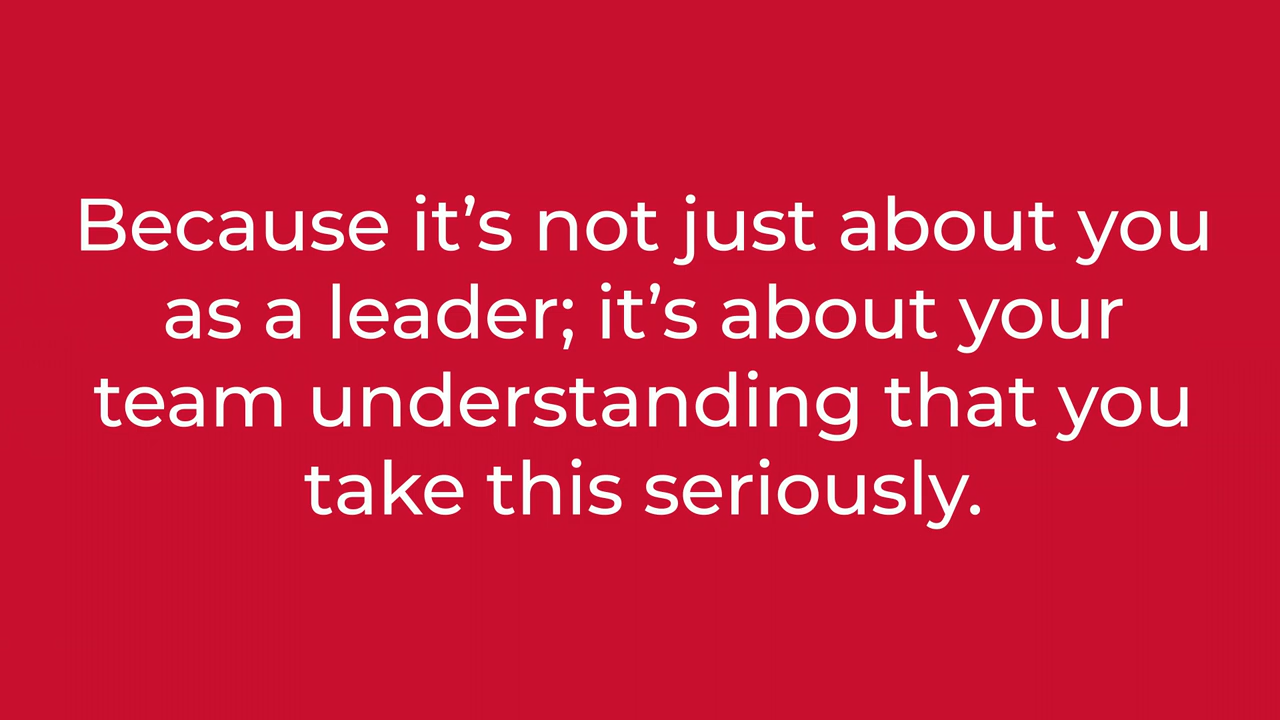 Because it’s not just about you
as a leader; it’s about your
team understanding that you
take this seriously.